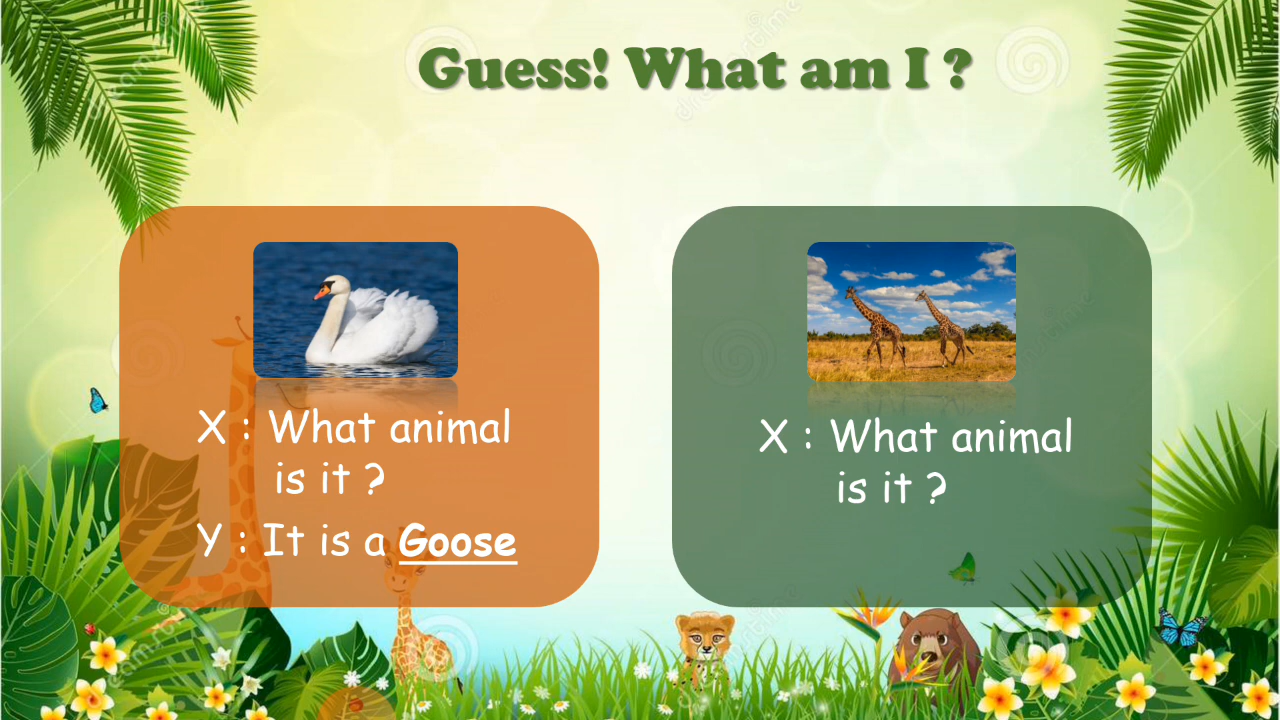 Guess! What am I ?
X : What animal
is it ?
Y : It is a Goose
X : What animal
is it ?